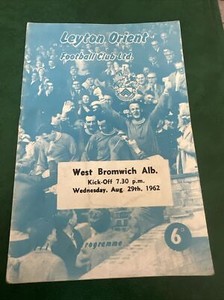 Leyton Orient
Football Club Ltd.
West Bromwich Alb.
Kick-Off 7.30 p.m.
Wednesday, Aug. 29th, 1962
Programme
6